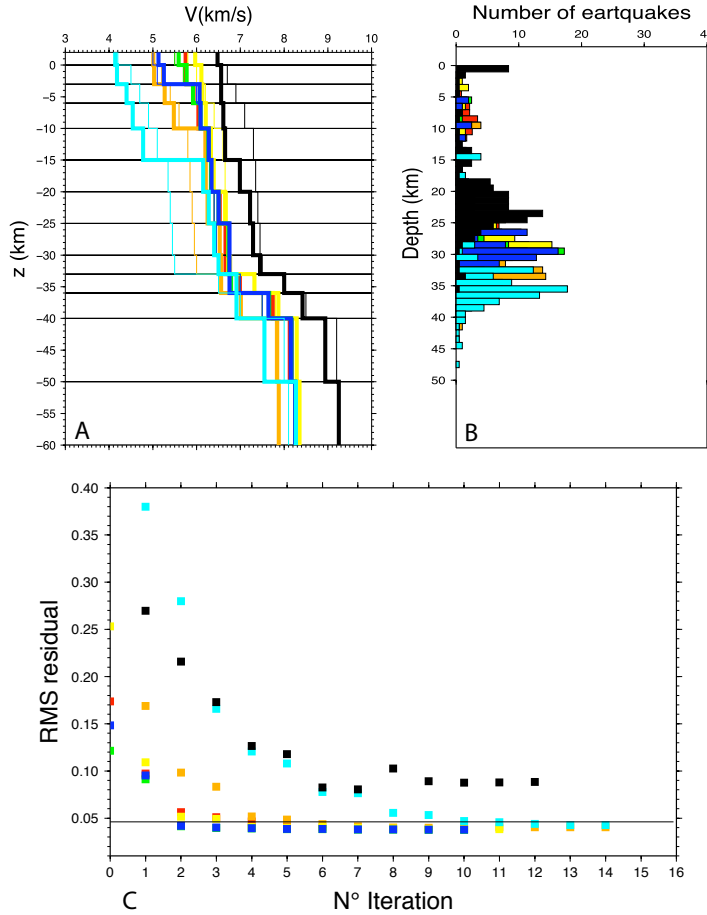 V(km/s)
3 4 5 6 7 8 9 10
0
−5
−10
−15
−20
−25
−30
−35
−40
−45
−50
−55
−60
z (km)
A
Number of eartquakes
0 10 20 30 40
0
5
10
15
20
25
30
35
40
45
50
Depth (km)
B
0.40
0.35
0.30
0.25
0.20
0.15
0.10
0.05
RMS residual
0 1 2 3 4 5 6 7 8 9 10 11 12 13 14 15 16
C
N° Iteration